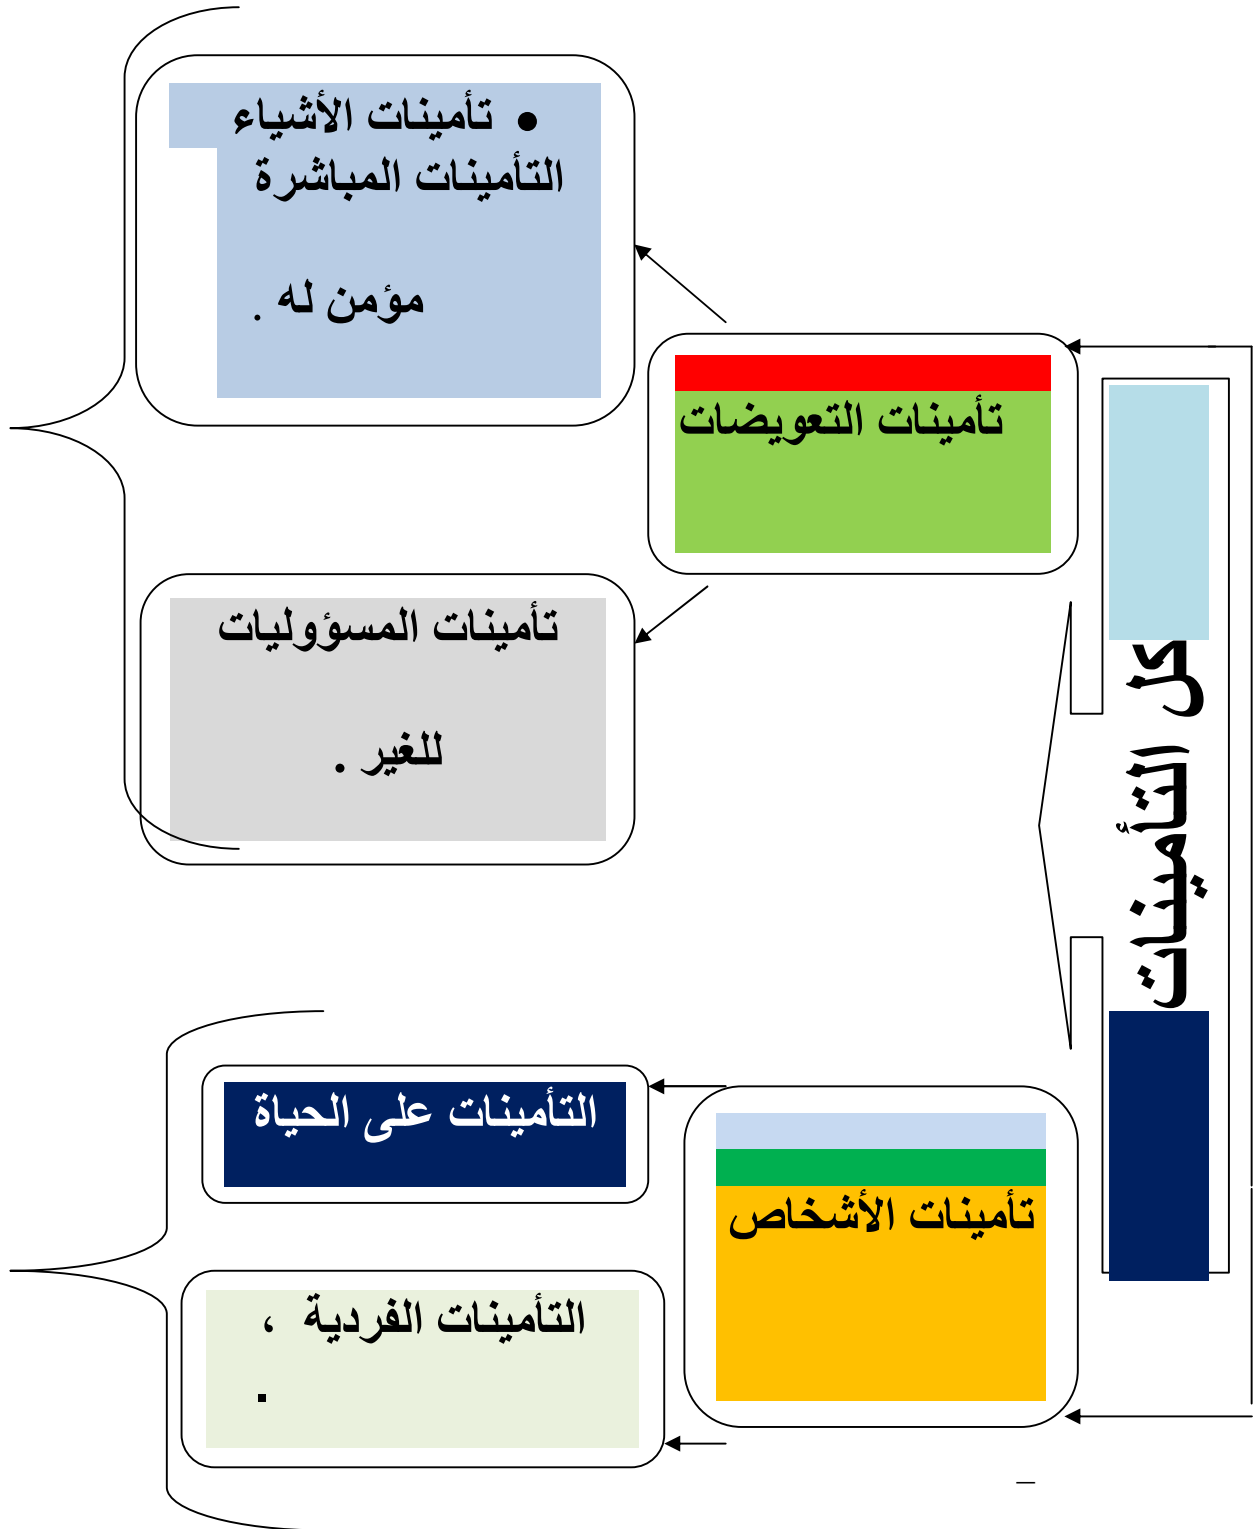 كل التأمينات
تأمينات التعويضات
• تأمينات الأشياء
التأمينات المباشرة
مؤمن له .
تأمينات المسؤوليات
للغير .
تأمينات الأشخاص
التأمينات على الحياة
التأمينات الفردية ،
.